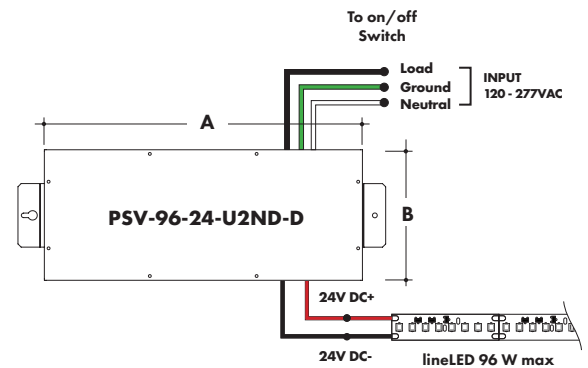 To on/off
Switch
Load
Ground
Neutral
INPUT
120 - 277VAC
A
PSV-96-24-U2ND-D
B
24V DC+
24V DC-
lineLED 96 W max